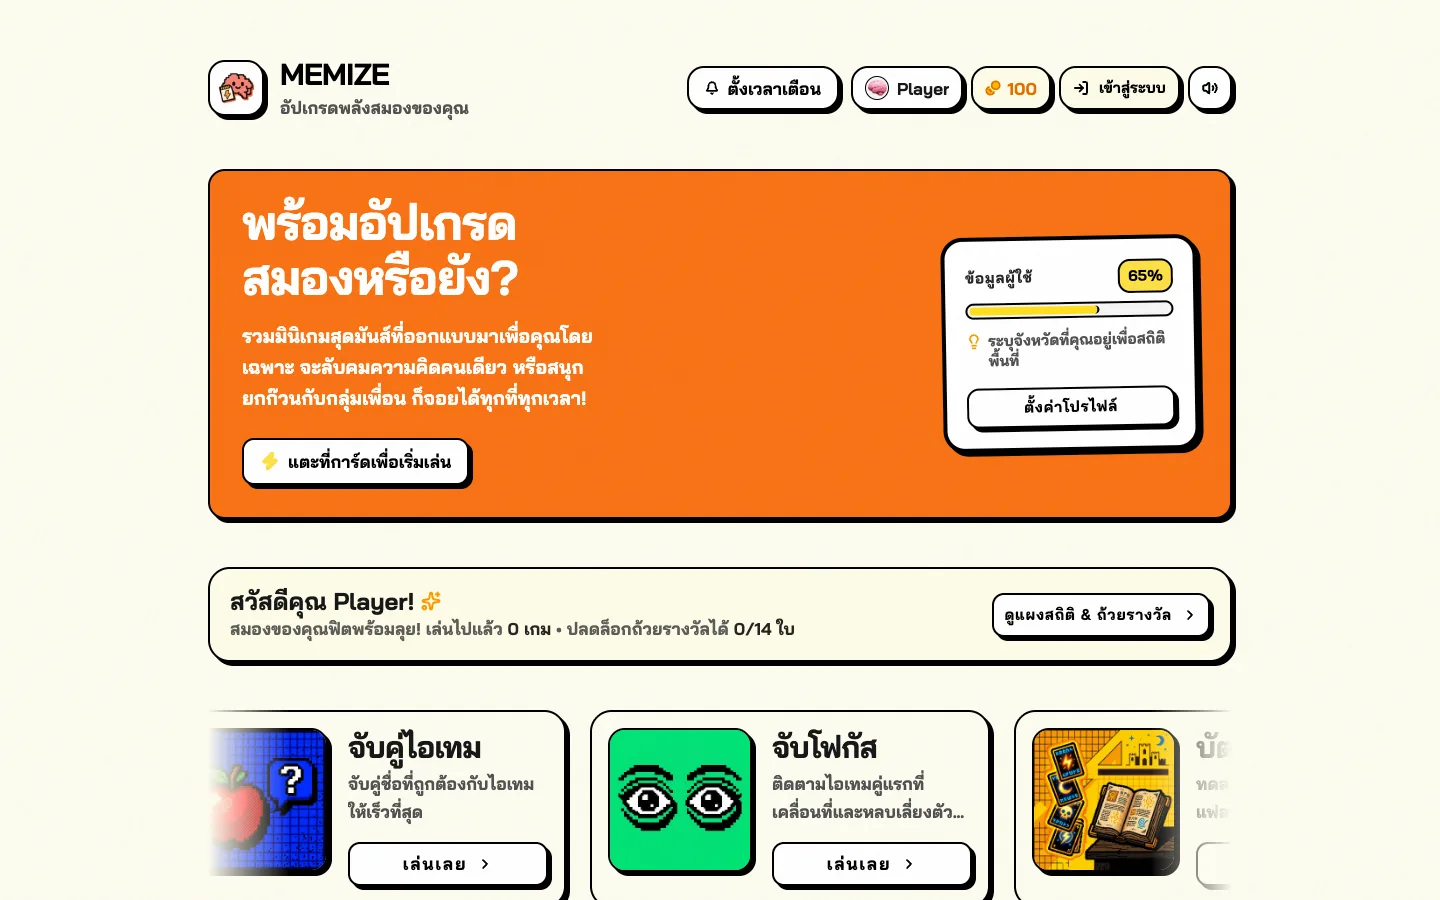 MEMIZE
อัปเกรดพลังสมองของคุณ
ตั้งเวลาเตือน
Player
100
เข้าสู่ระบบ
พร้อมอัปเกรด
สมองหรือยัง?
รวมมินิเกมสุดมันส์ที่ออกแบบมาเพื่อคุณโดย
เฉพาะ จะลับคมความคิดคนเดียว หรือสนุก
ยกก๊วนกับกลุ่มเพื่อน ก็จอยได้ทุกที่ทุกเวลา!
แตะที่การ์ดเพื่อเริ่มเล่น
ข้อมูลผู้ใช้
65%
ระบุจังหวัดที่คุณอยู่เพื่อสถิติ
พื้นที่
ตั้งค่าโปรไฟล์
สวัสดีคุณ Player!
สมองของคุณฟิตพร้อมลุย! เล่นไปแล้ว 0 เกม • ปลดล็อกถ้วยรางวัลได้ 0/14 ใบ
ดูแผงสถิติ & ถ้วยรางวัล
?
จับคู่ไอเทม
จับคู่ชื่อที่ถูกต้องกับไอเทม
ให้เร็วที่สุด
เล่นเลย
จับโฟกัส
ติดตามไอเทมคู่แรกที่
เคลื่อนที่และหลบเลี่ยงตัว...
เล่นเลย